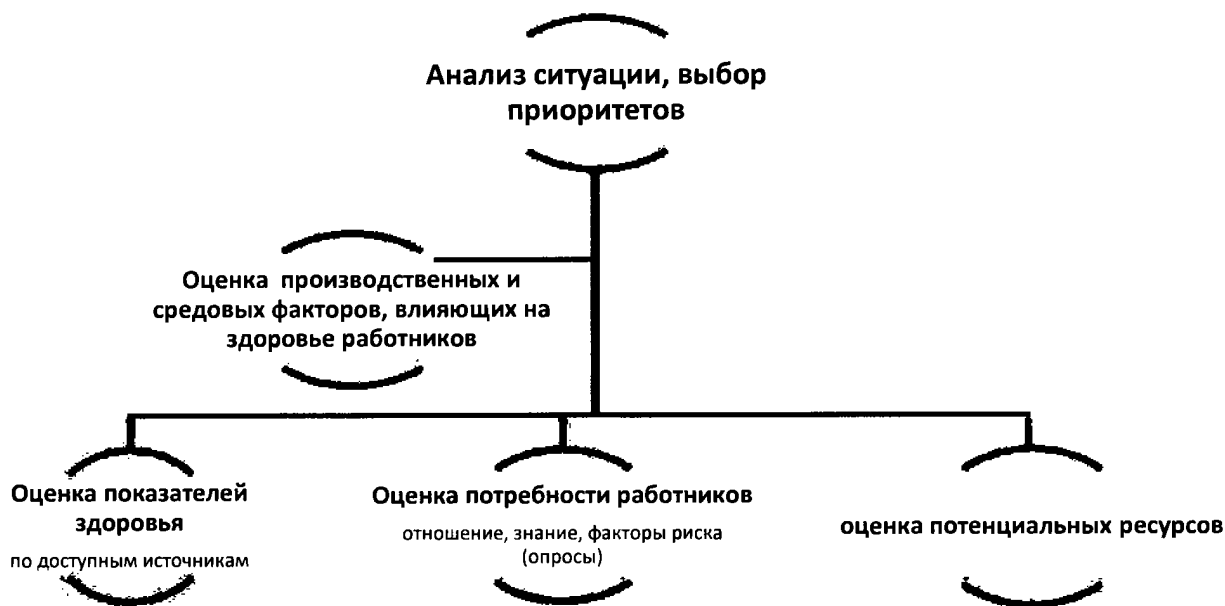 Анализ ситуации, выбор
приоритетов
Оценка производственных и
средовых факторов, влияющих на
здоровье работников
Оценка показателей
здоровья
по доступным источникам
Оценка потребности работников
отношение, знание, факторы риска
(опросы)
оценка потенциальных ресурсов